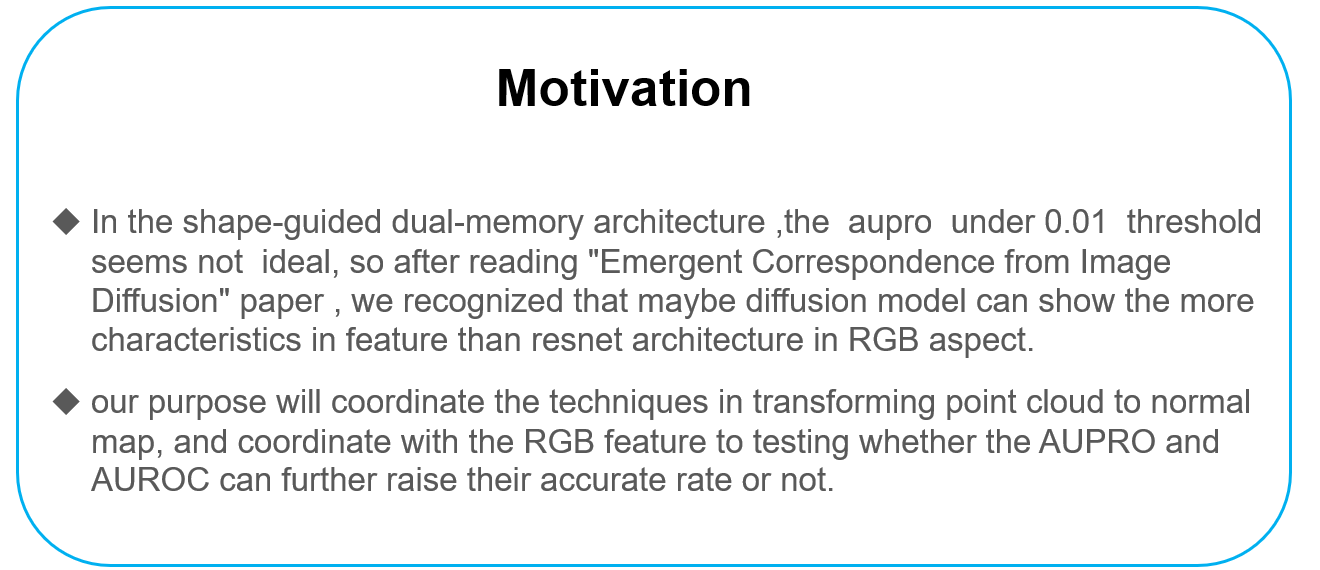 Motivation
◆ In the shape-guided dual-memory architecture ,the  aupro  under 0.01  threshold
seems not  ideal, so after reading "Emergent Correspondence from Image
Diffusion" paper , we recognized that maybe diffusion model can show the more
characteristics in feature than resnet architecture in RGB aspect.
◆ our purpose will coordinate the techniques in transforming point cloud to normal
map, and coordinate with the RGB feature to testing whether the AUPRO and
AUROC can further raise their accurate rate or not.